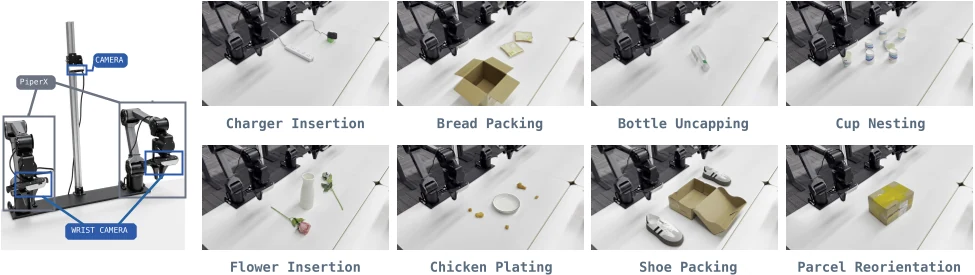 CAMERA
PiperX
WRIST CAMERA
Charger Insertion
Bread Packing
Bottle Uncapping
Cup Nesting
Flower Insertion
Chicken Plating
Shoe Packing
Parcel Reorientation